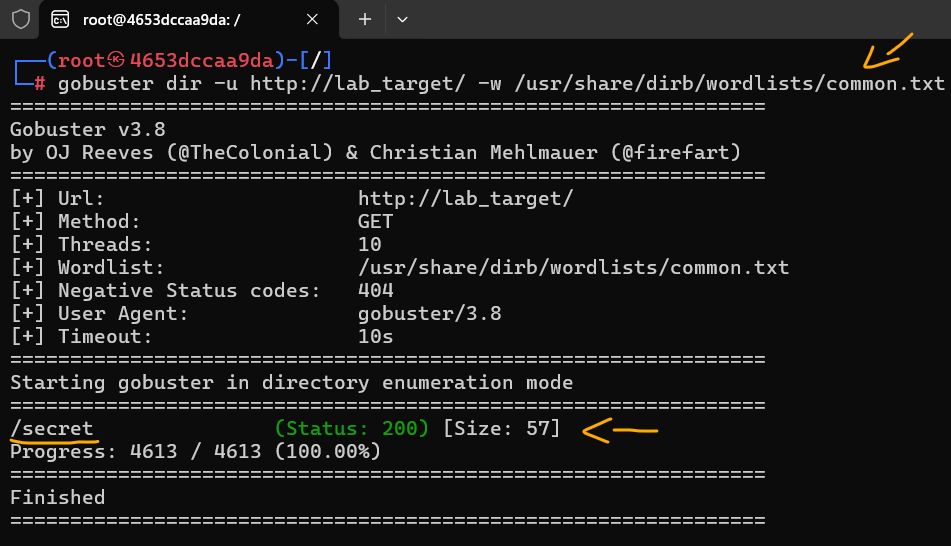 root@4653dccaa9da: /
(root㉿4653dccaa9da)-[/]
# gobuster dir -u http://lab_target/ -w /usr/share/dirb/wordlists/common.txt
===============================================================
Gobuster v3.8
by OJ Reeves (@TheColonial) & Christian Mehlmauer (@firefart)
===============================================================
[+] Url:                     http://lab_target/
[+] Method:                  GET
[+] Threads:                 10
[+] Wordlist:                /usr/share/dirb/wordlists/common.txt
[+] Negative Status codes:   404
[+] User Agent:              gobuster/3.8
[+] Timeout:                 10s
===============================================================
Starting gobuster in directory enumeration mode
===============================================================
/secret               (Status: 200) [Size: 57]
Progress: 4613 / 4613 (100.00%)
===============================================================
Finished
===============================================================